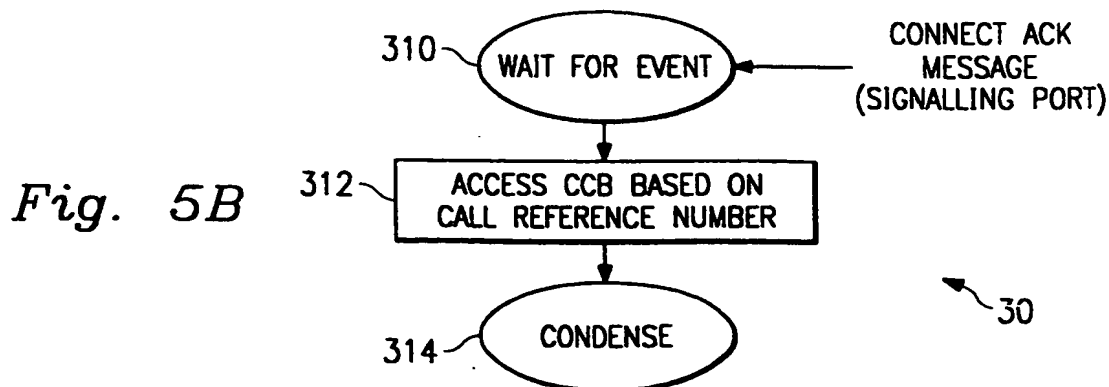 310
WAIT FOR EVENT
CONNECT ACK
MESSAGE
(SIGNALLING PORT)
Fig. 5B
312
ACCESS CCB BASED ON
CALL REFERENCE NUMBER
30
314
CONDENSE